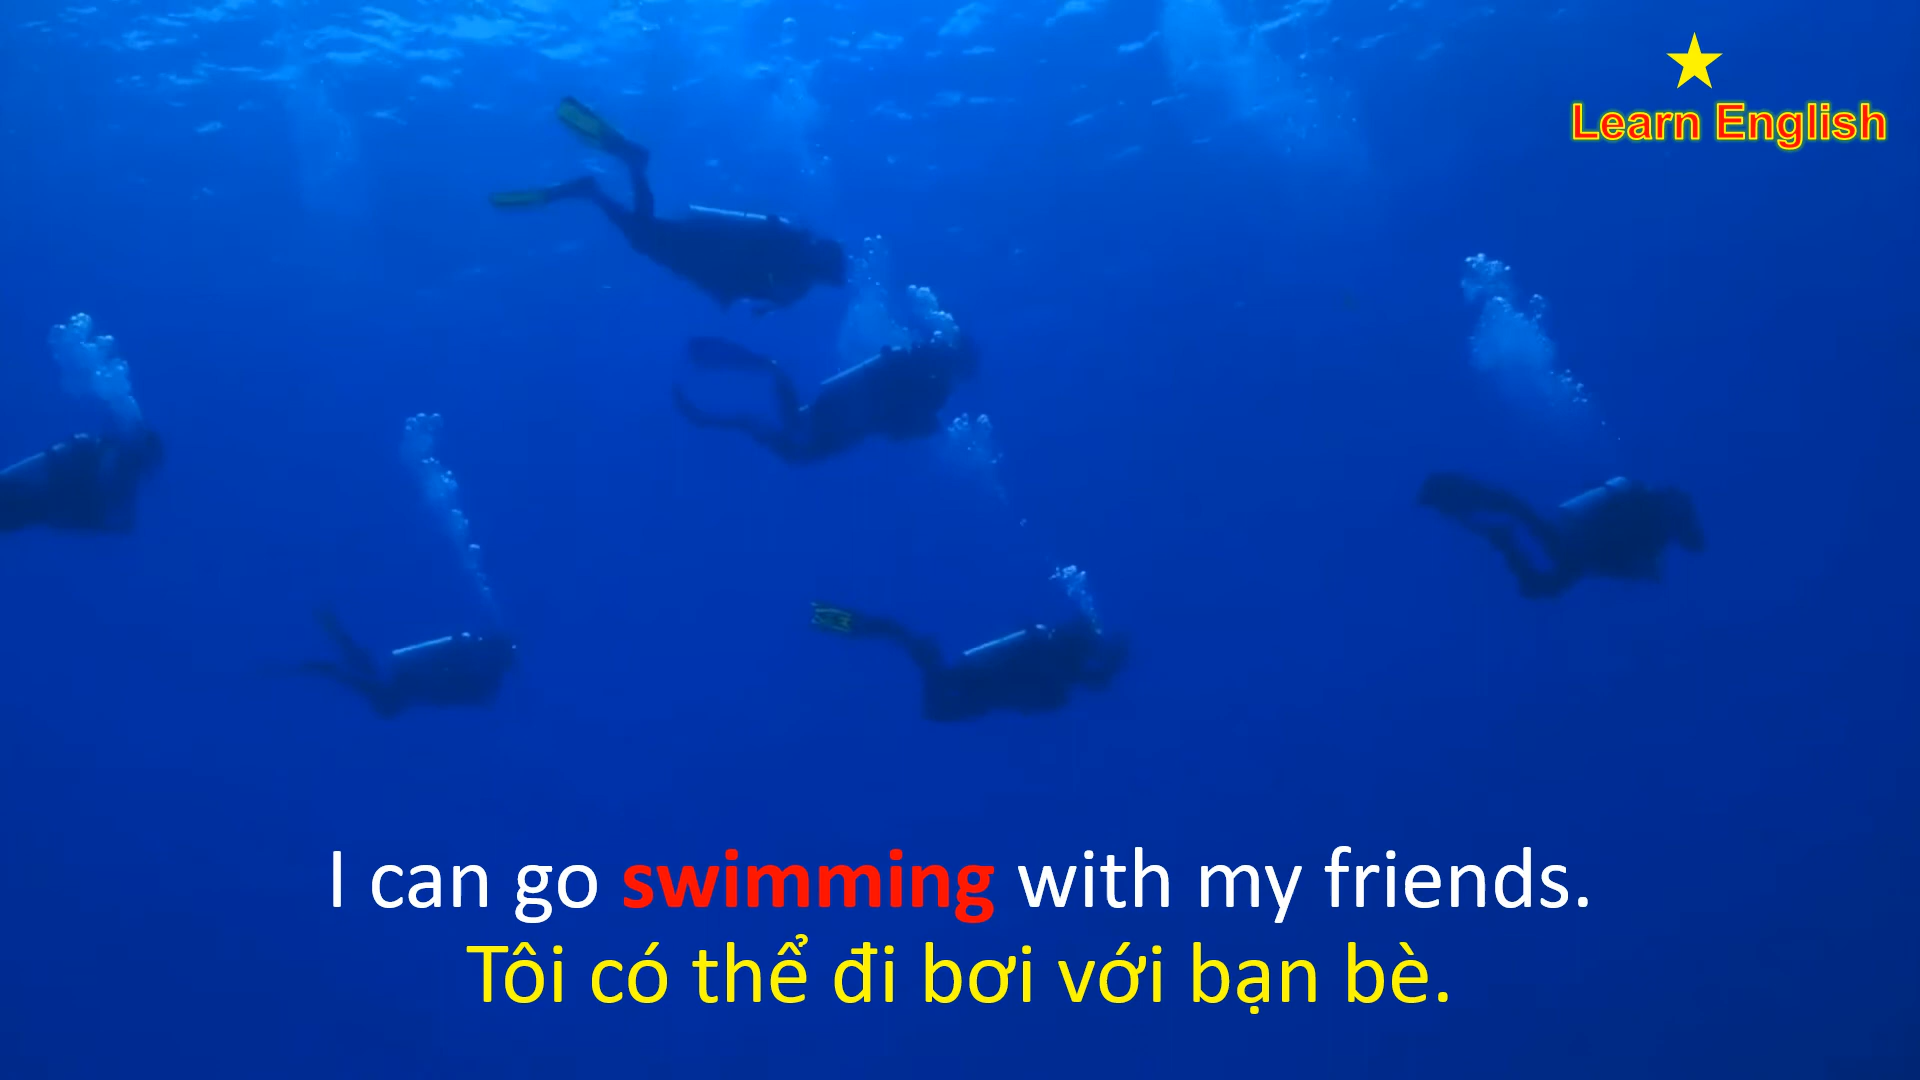 Learn English
I can go swimming with my friends.
Tôi có thể đi bơi với bạn bè.